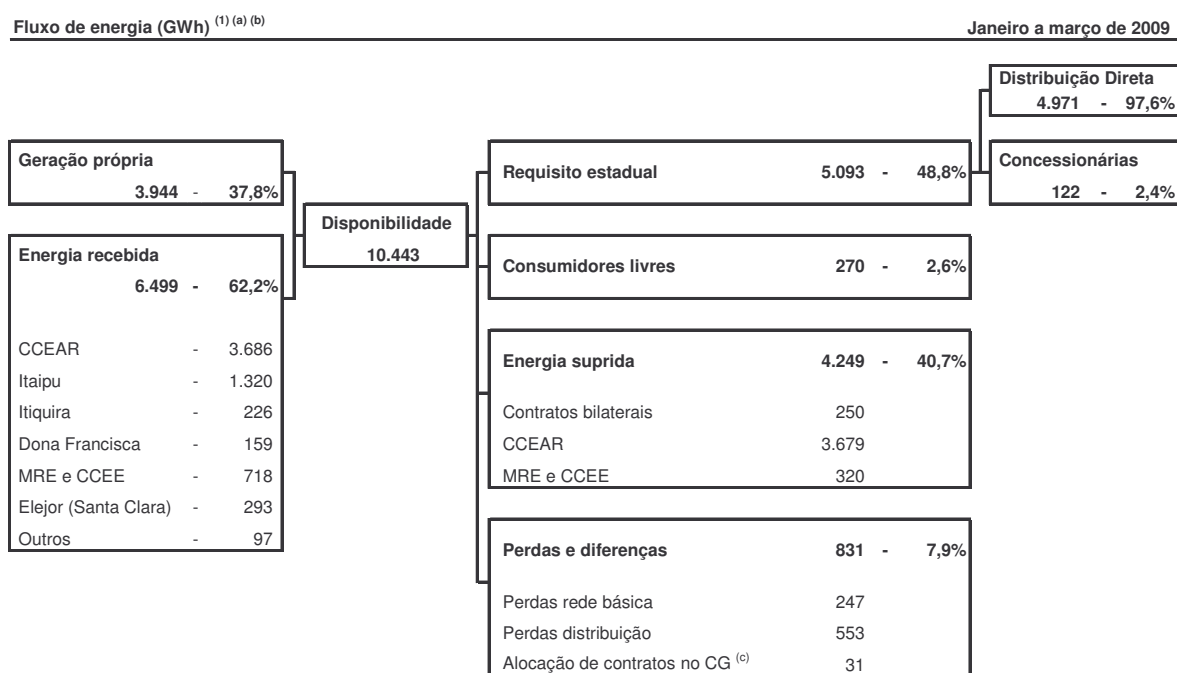 Fluxo de energia (GWh) (1) (a) (b) Janeiro a março de 2009
Distribuição Direta
4.971 - 97,6%
Geração própria
3.944 - 37,8%
Requisito estadual 5.093 - 48,8%
Concessionárias
122 - 2,4%
Disponibilidade
10.443
Energia recebida
6.499 - 62,2%
CCEAR - 3.686
Itaipu - 1.320
Itiquira - 226
Dona Francisca - 159
MRE e CCEE - 718
Elejor (Santa Clara) - 293
Outros - 97
Consumidores livres 270 - 2,6%
Energia suprida 4.249 - 40,7%
Contratos bilaterais 250
CCEAR 3.679
MRE e CCEE 320
Perdas e diferenças 831 - 7,9%
Perdas rede básica 247
Perdas distribuição 553
Alocação de contratos no CG (c) 31